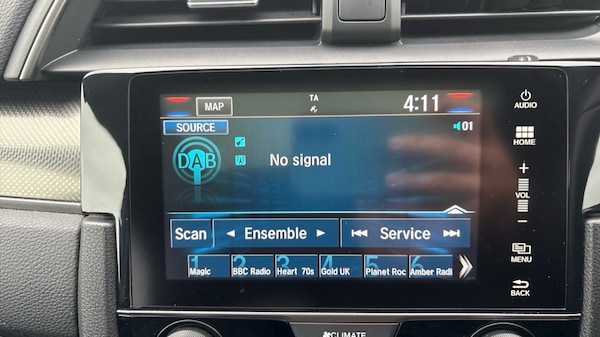 MAP
TA
4:11
AUDIO
SOURCE
01
DAB
No signal
HOME
+
VOL
−
Scan ◄ Ensemble ► |◄◄ Service ►►|
MENU
1 2 3 4 5 6
Magic BBC Radio Heart 70s Gold UK Planet Roc Amber Radi
BACK
CLIMATE